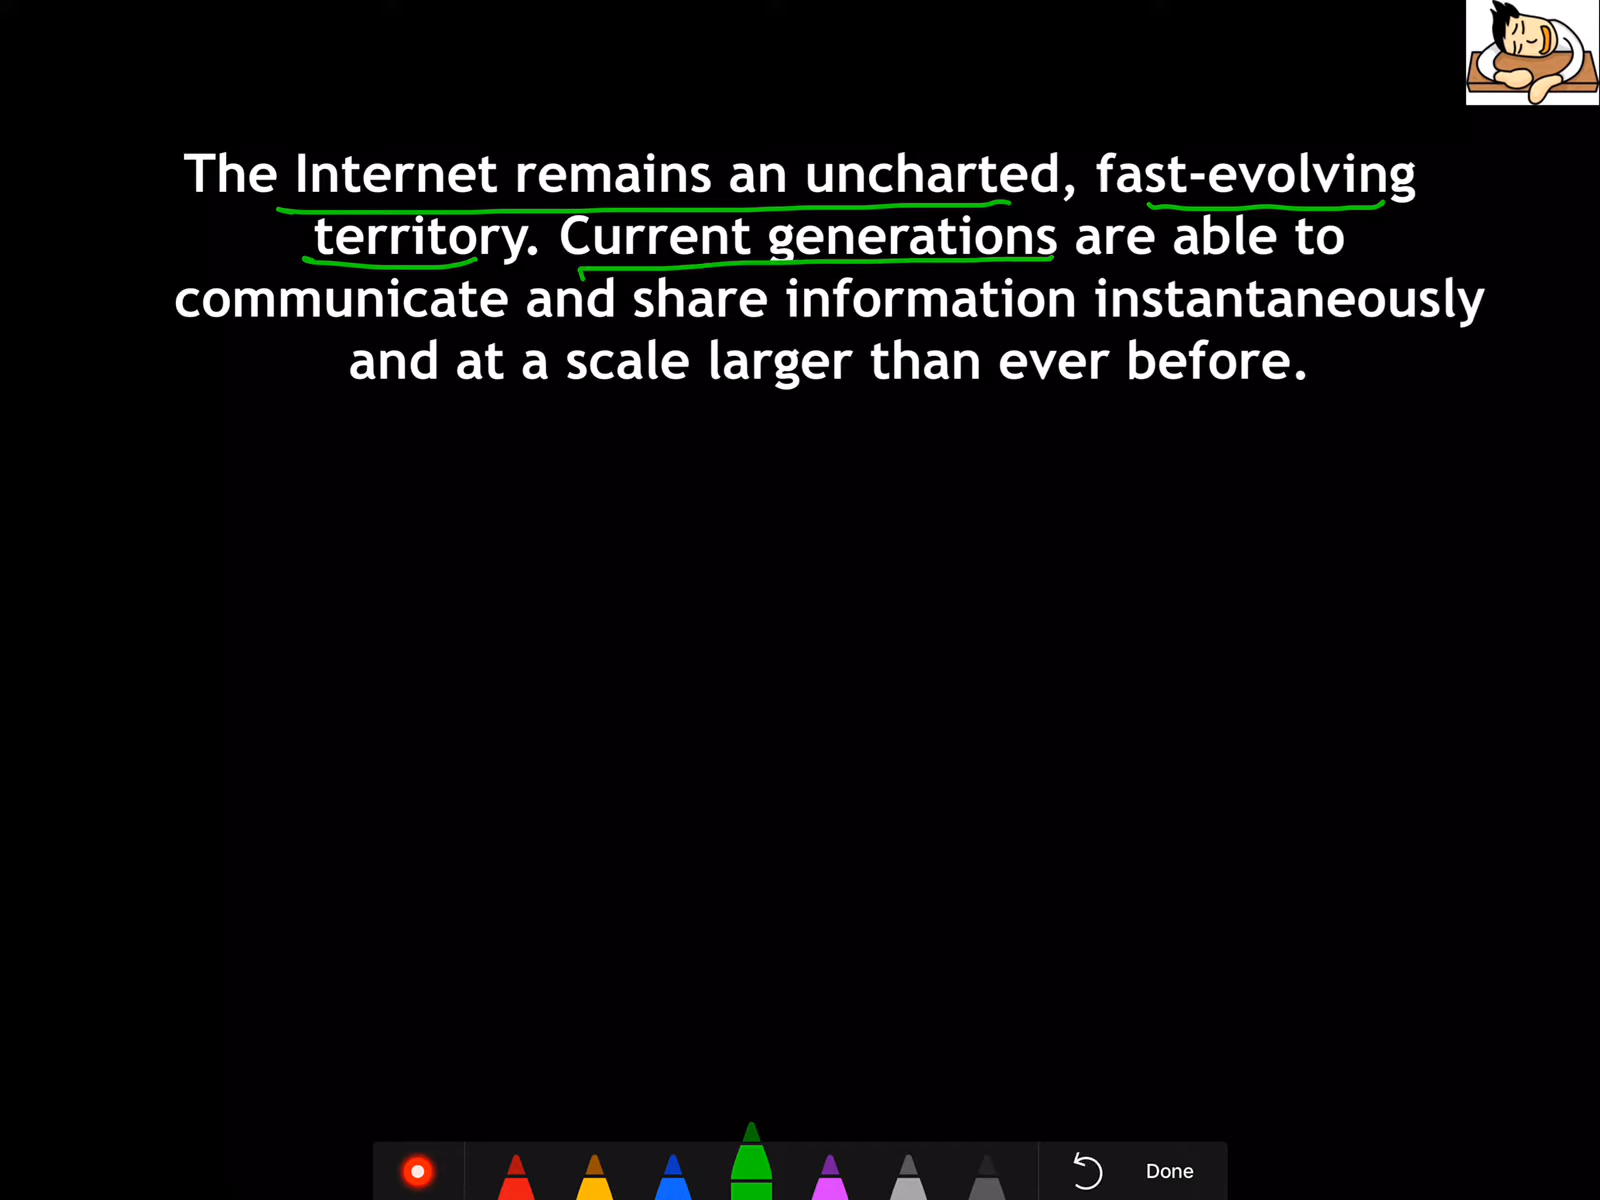 The Internet remains an uncharted, fast-evolving
territory. Current generations are able to
communicate and share information instantaneously
and at a scale larger than ever before.
Done